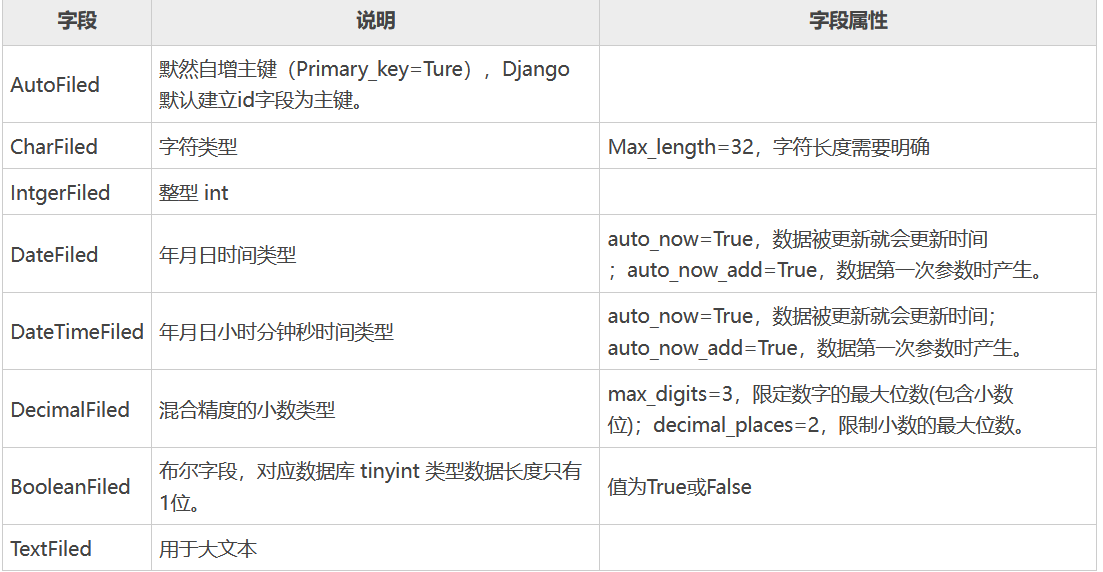 字段 说明 字段属性
AutoFiled 默然自增主键（Primary_key=Ture），Django
默认建立id字段为主键。
CharFiled 字符类型 Max_length=32，字符长度需要明确
IntgerFiled 整型 int
DateFiled 年月日时间类型 auto_now=True，数据被更新就会更新时间
；auto_now_add=True，数据第一次参数时产生。
DateTimeFiled 年月日小时分钟秒时间类型 auto_now=True，数据被更新就会更新时间；
auto_now_add=True，数据第一次参数时产生。
DecimalFiled 混合精度的小数类型 max_digits=3，限定数字的最大位数(包含小数
位)；decimal_places=2，限制小数的最大位数。
BooleanFiled 布尔字段，对应数据库 tinyint 类型数据长度只有
1位。 值为True或False
TextFiled 用于大文本